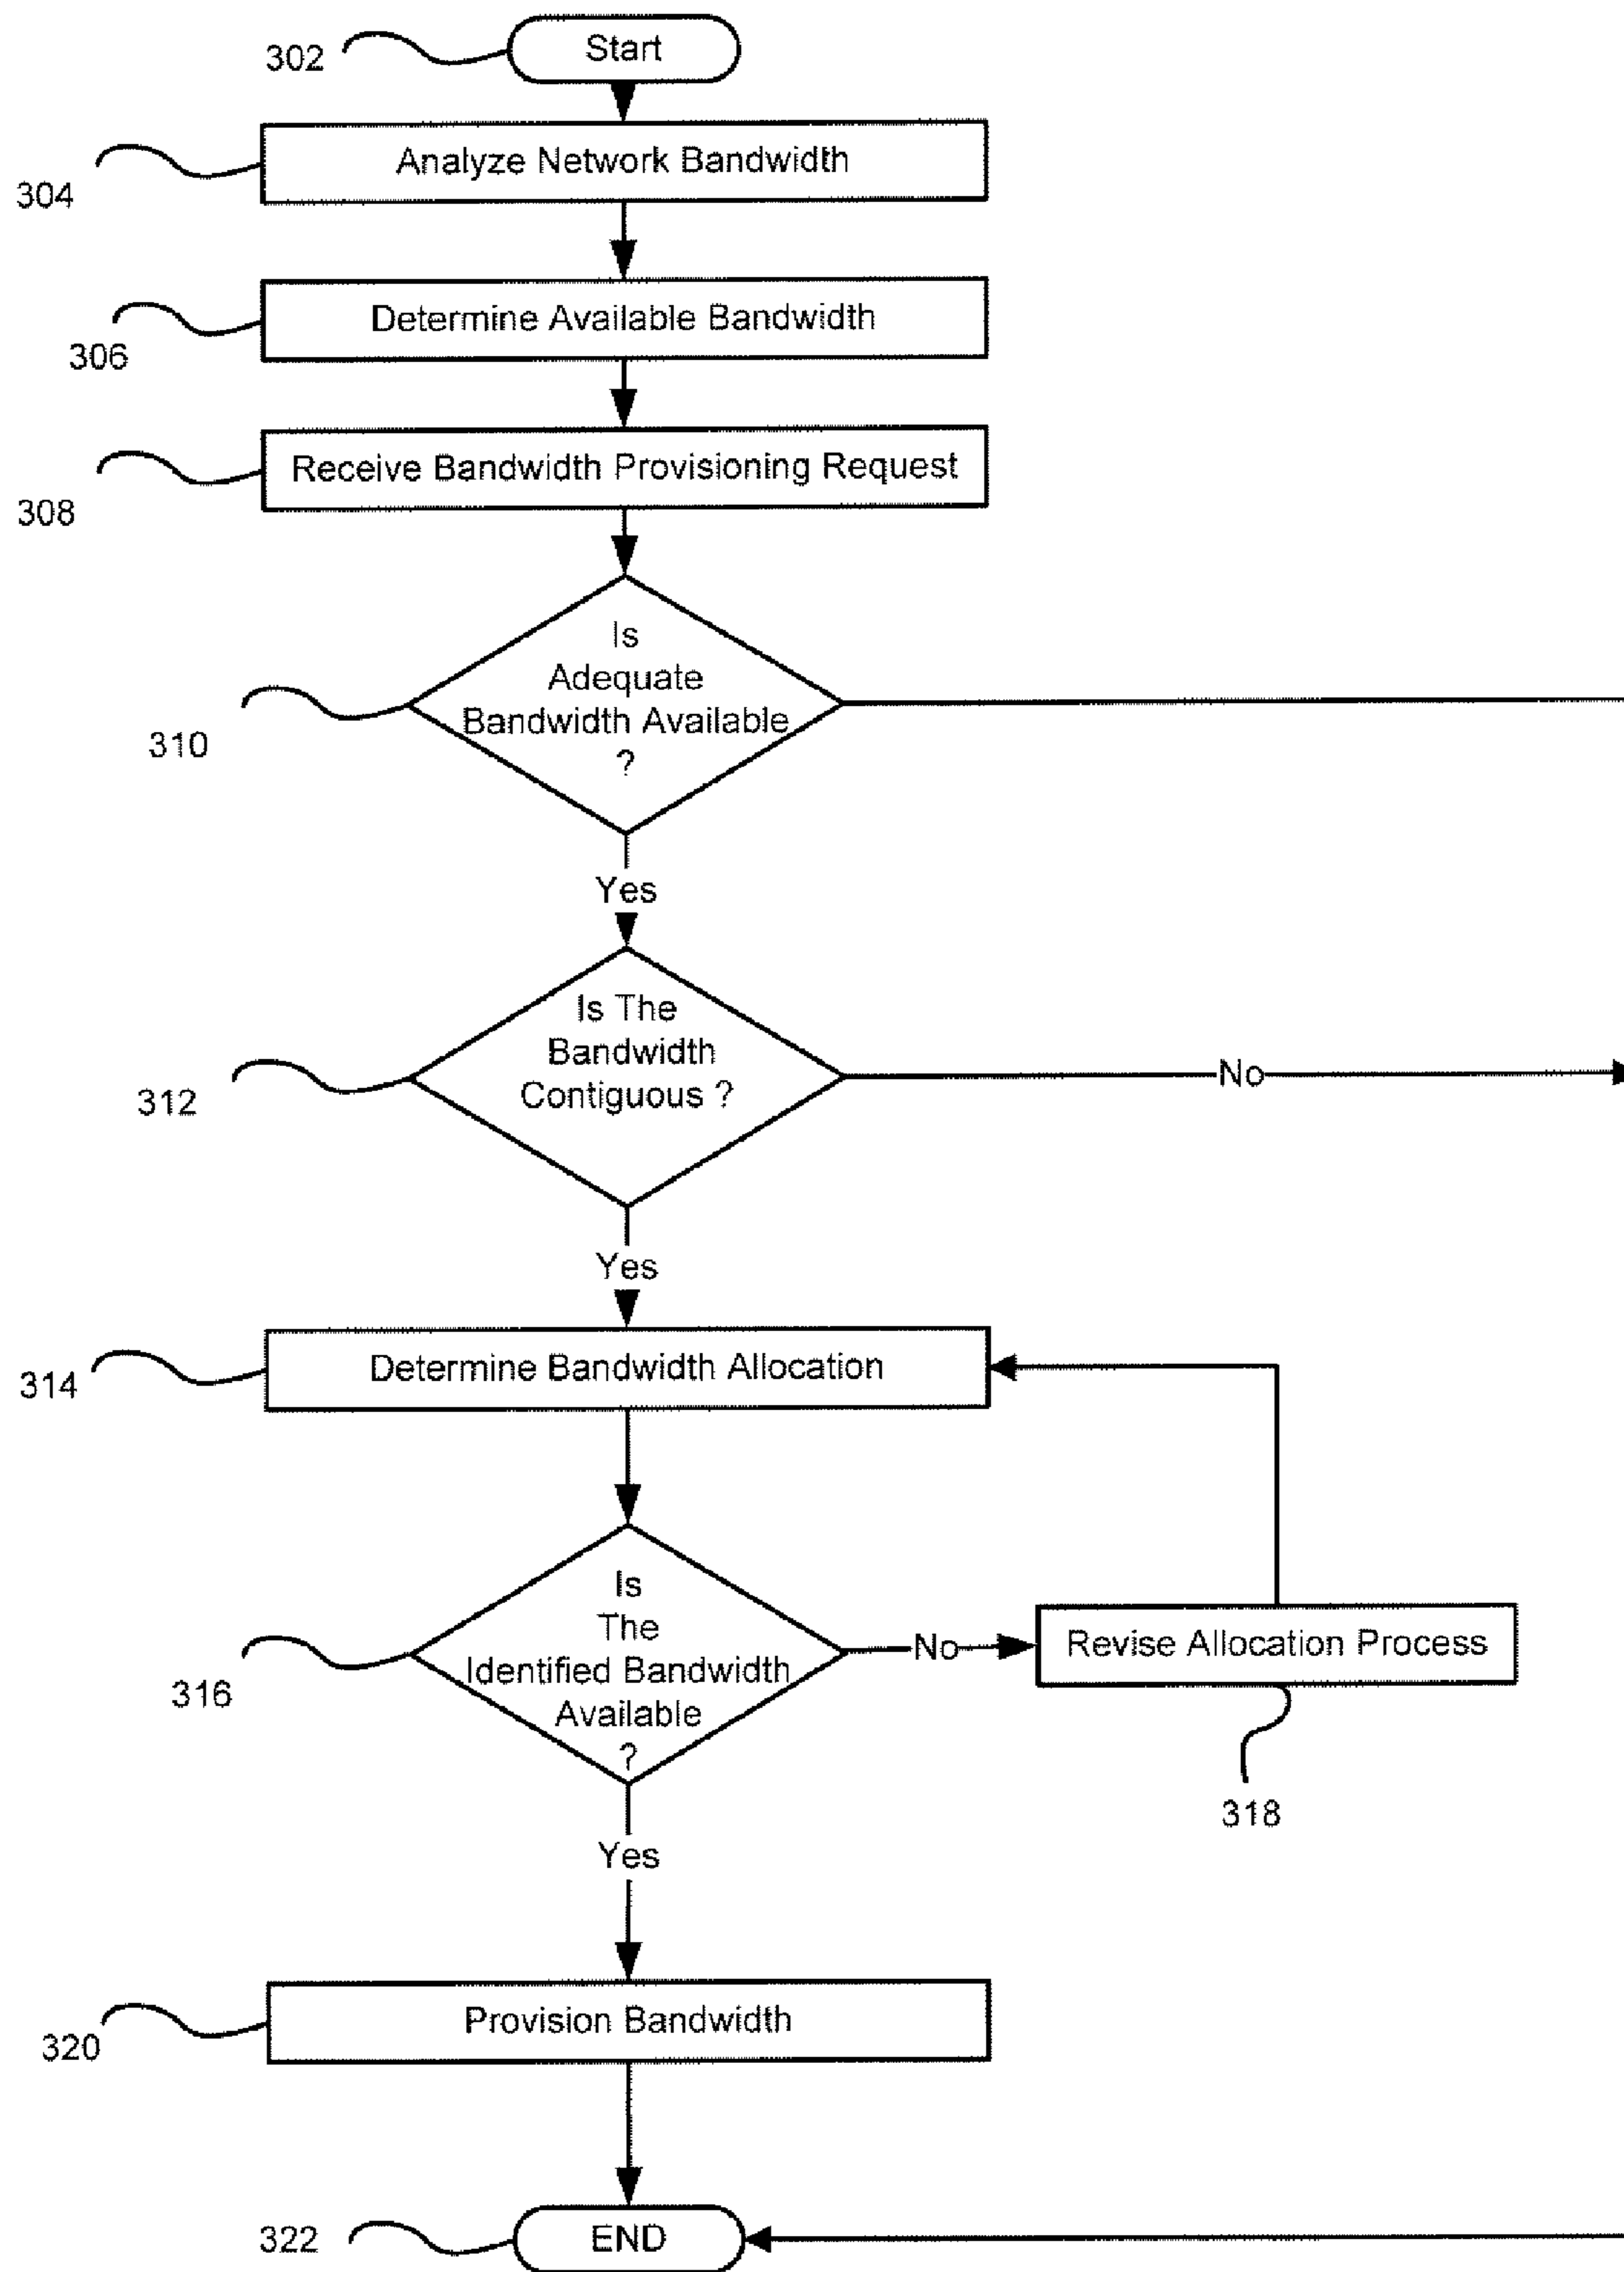 302
Start
304
Analyze Network Bandwidth
306
Determine Available Bandwidth
308
Receive Bandwidth Provisioning Request
310
Is
Adequate
Bandwidth Available
?
Yes
312
Is The
Bandwidth
Contiguous ?
No
Yes
314
Determine Bandwidth Allocation
316
Is
The
Identified Bandwidth
Available
?
No
Revise Allocation Process
318
Yes
320
Provision Bandwidth
322
END